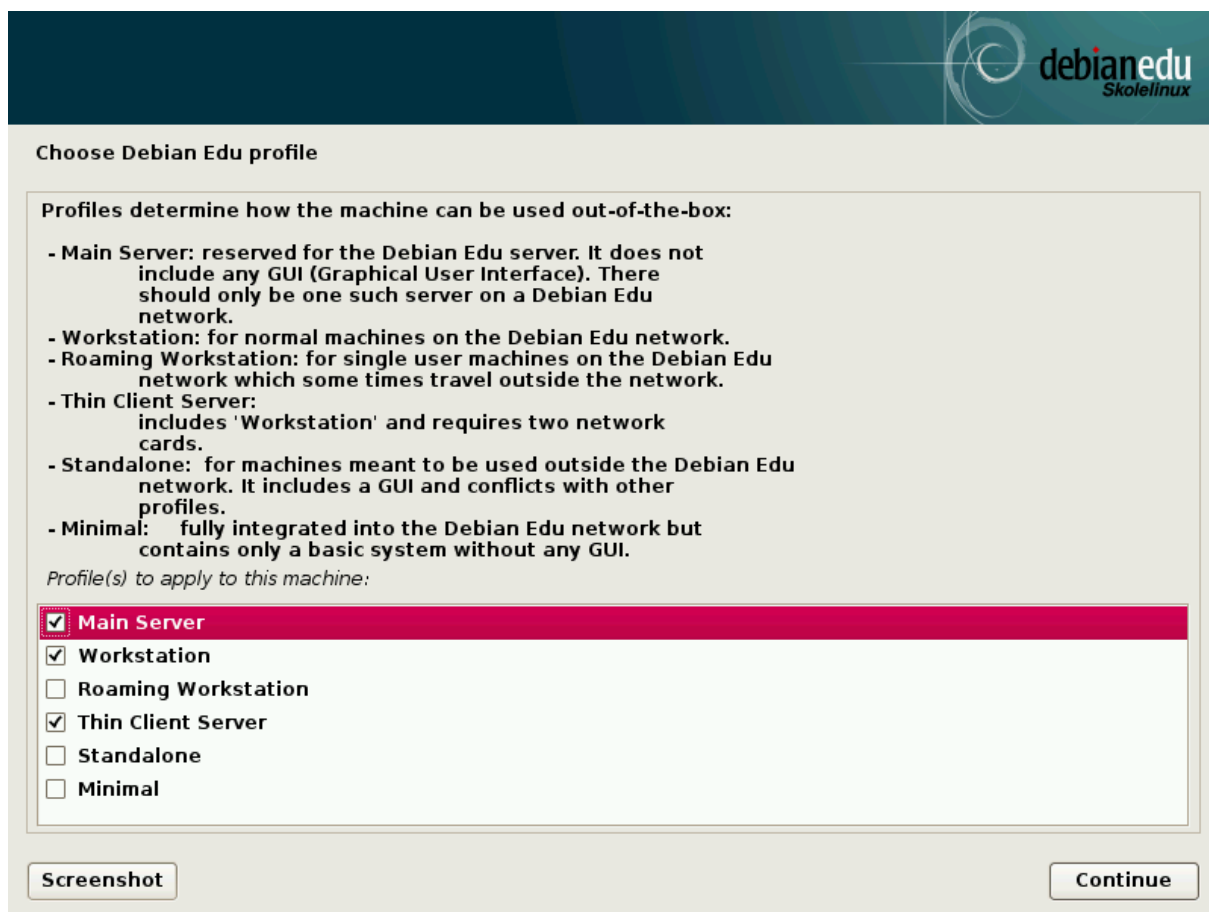 debianedu
Skolelinux
Choose Debian Edu profile
Profiles determine how the machine can be used out-of-the-box:
- Main Server: reserved for the Debian Edu server. It does not
include any GUI (Graphical User Interface). There
should only be one such server on a Debian Edu
network.
- Workstation: for normal machines on the Debian Edu network.
- Roaming Workstation: for single user machines on the Debian Edu
network which some times travel outside the network.
- Thin Client Server:
includes 'Workstation' and requires two network
cards.
- Standalone: for machines meant to be used outside the Debian Edu
network. It includes a GUI and conflicts with other
profiles.
- Minimal: fully integrated into the Debian Edu network but
contains only a basic system without any GUI.
Profile(s) to apply to this machine:
Main Server
Workstation
Roaming Workstation
Thin Client Server
Standalone
Minimal
Screenshot
Continue